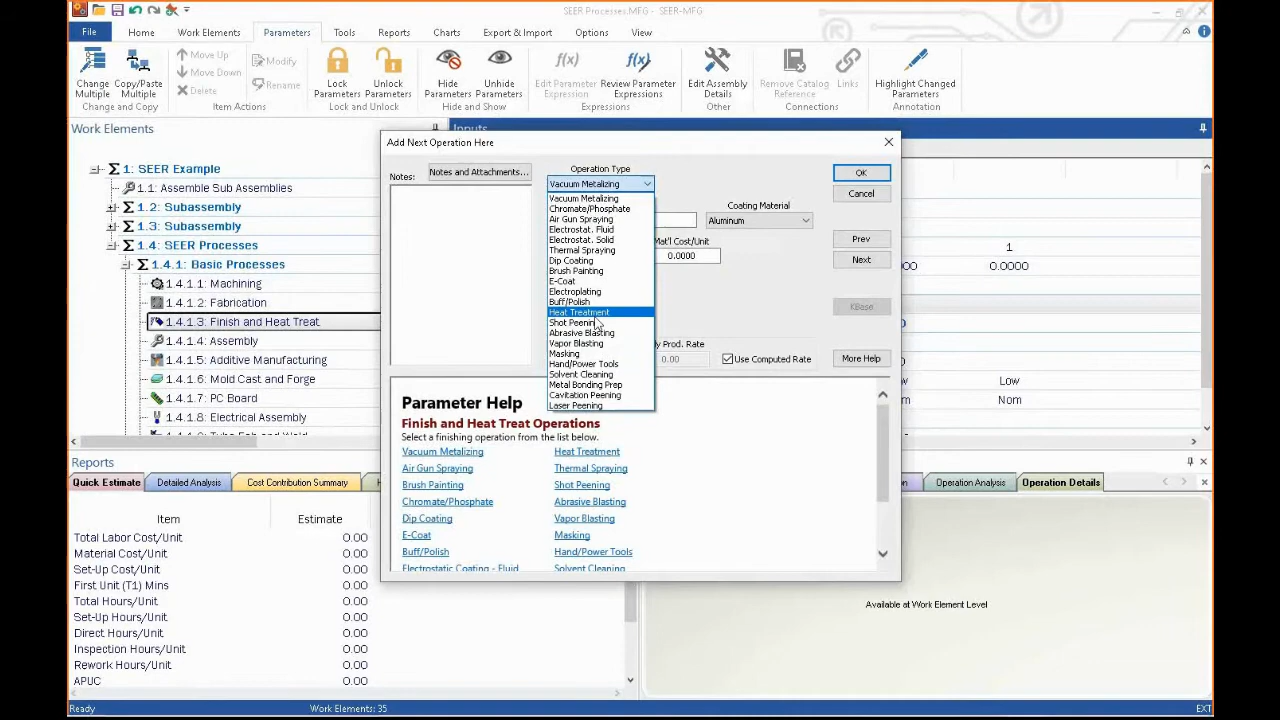 SEER Processes.MFG - SEER-MFG
File Home Work Elements Parameters Tools Reports Charts Export & Import Options View
Change Multiple
Copy/Paste Multiple
Change and Copy
Move Up
Move Down
Delete
Modify
Rename
Item Actions
Lock Parameters
Unlock Parameters
Lock and Unlock
Hide Parameters
Unhide Parameters
Hide and Show
Edit Parameter Expression
Review Parameter Expressions
Expressions
Edit Assembly Details
Other
Remove Catalog Reference
Links
Connections
Highlight Changed Parameters
Annotation
Work Elements
Inputs
1: SEER Example
1.1: Assemble Sub Assemblies
1.2: Subassembly
1.3: Subassembly
1.4: SEER Processes
1.4.1: Basic Processes
1.4.1.1: Machining
1.4.1.2: Fabrication
1.4.1.3: Finish and Heat Treat
1.4.1.4: Assembly
1.4.1.5: Additive Manufacturing
1.4.1.6: Mold Cast and Forge
1.4.1.7: PC Board
1.4.1.8: Electrical Assembly
Add Next Operation Here
Notes:
Notes and Attachments...
Operation Type
Vacuum Metalizing
Vacuum Metalizing
Chromate/Phosphate
Air Gun Spraying
Electrostat. Fluid
Electrostat. Solid
Thermal Spraying
Dip Coating
Brush Painting
E-Coat
Electroplating
Buff/Polish
Heat Treatment
Shot Peening
Abrasive Blasting
Vapor Blasting
Masking
Hand/Power Tools
Solvent Cleaning
Metal Bonding Prep
Cavitation Peening
Laser Peening
Coating Material
Aluminum
Mat'l Cost/Unit
0.0000
Prod. Rate
0.00
Use Computed Rate
OK
Cancel
Prev
Next
KBase
More Help
1
0.0000
Low
Nom
Parameter Help
Finish and Heat Treat Operations
Select a finishing operation from the list below.
Vacuum Metalizing Heat Treatment
Air Gun Spraying Thermal Spraying
Brush Painting Shot Peening
Chromate/Phosphate Abrasive Blasting
Dip Coating Vapor Blasting
E-Coat Masking
Buff/Polish Hand/Power Tools
Electrostatic Coating - Fluid Solvent Cleaning
Reports
Quick Estimate Detailed Analysis Cost Contribution Summary Operation Analysis Operation Details
Item Estimate
Total Labor Cost/Unit 0.00
Material Cost/Unit 0.00
Set-Up Cost/Unit 0.00
First Unit (T1) Mins 0.00
Total Hours/Unit 0.00
Set-Up Hours/Unit 0.00
Direct Hours/Unit 0.00
Inspection Hours/Unit 0.00
Rework Hours/Unit 0.00
APUC 0.00
Available at Work Element Level
Ready
Work Elements: 35
EXT